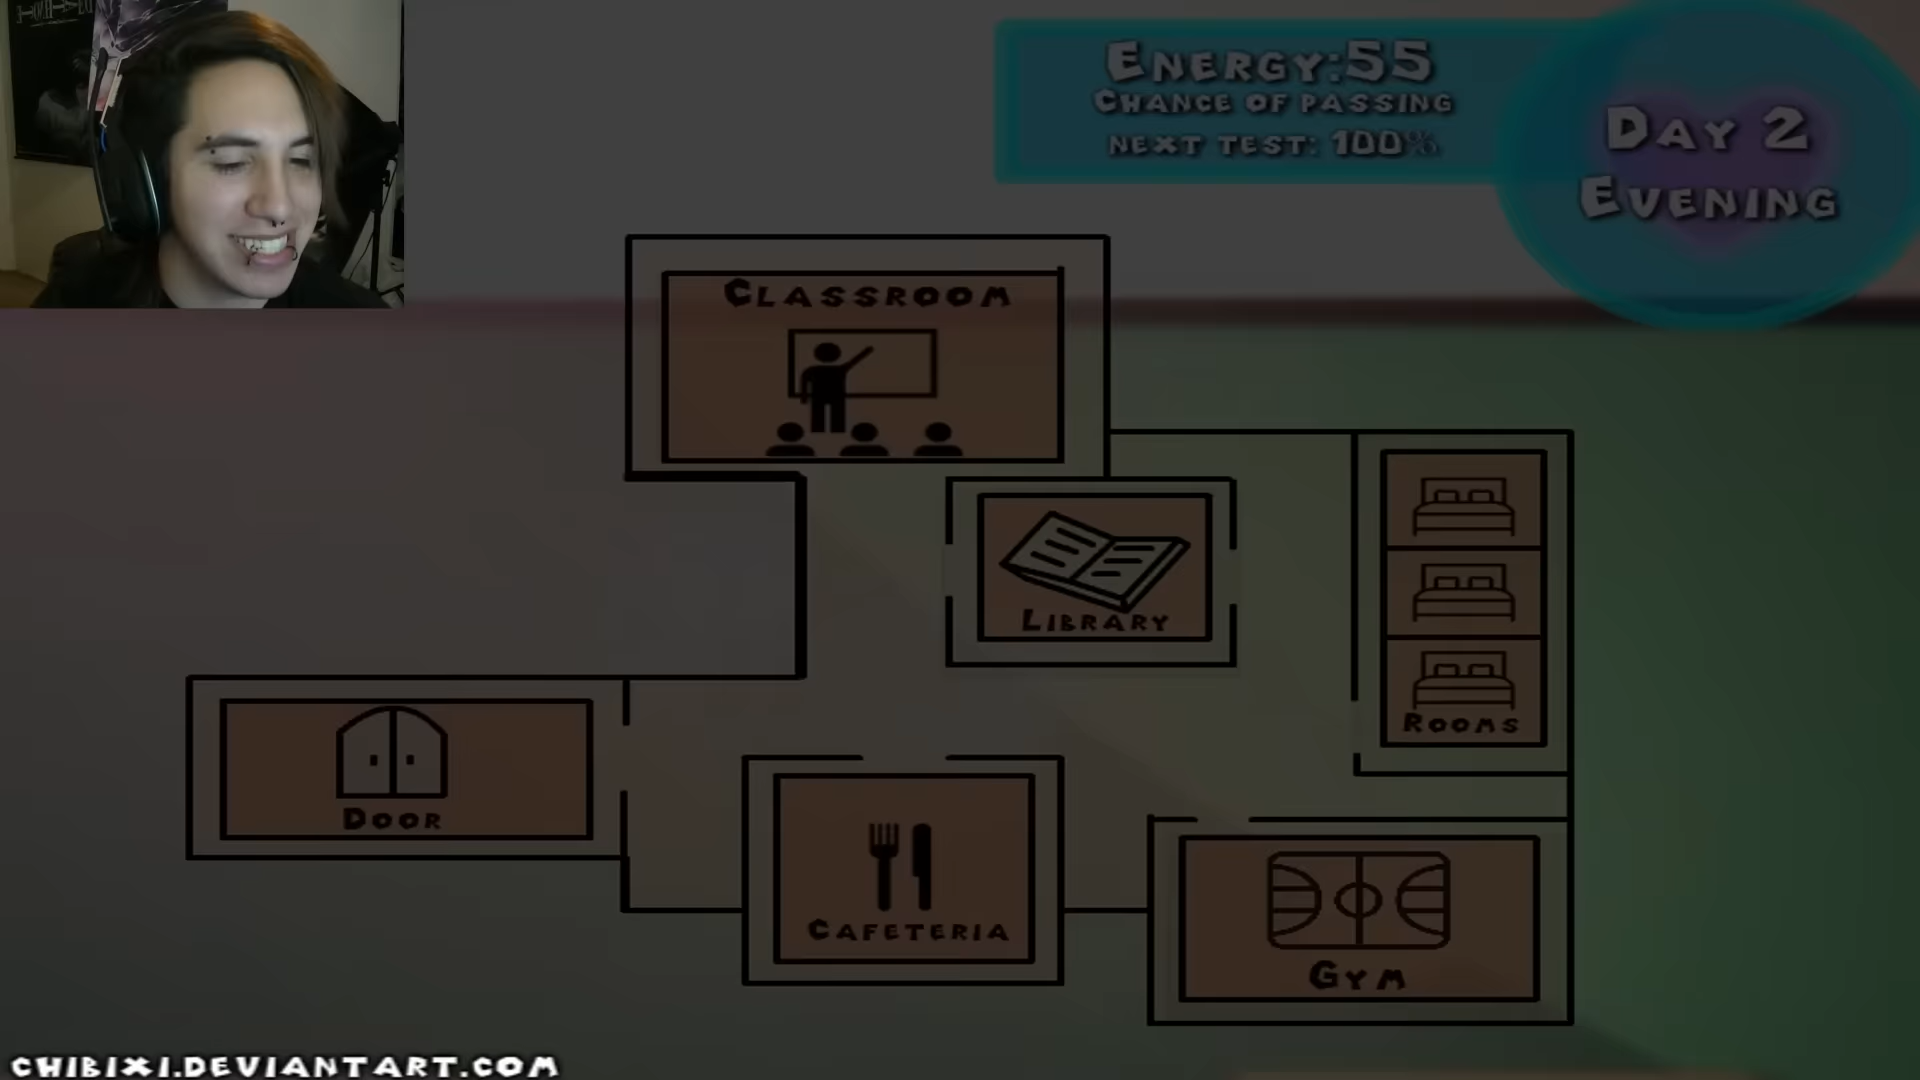 ENERGY:55
CHANCE OF PASSING
NEXT TEST: 100%
DAY 2
EVENING
CLASSROOM
LIBRARY
ROOMS
DOOR
CAFETERIA
GYM
CHIBIXI.DEVIANTART.COM